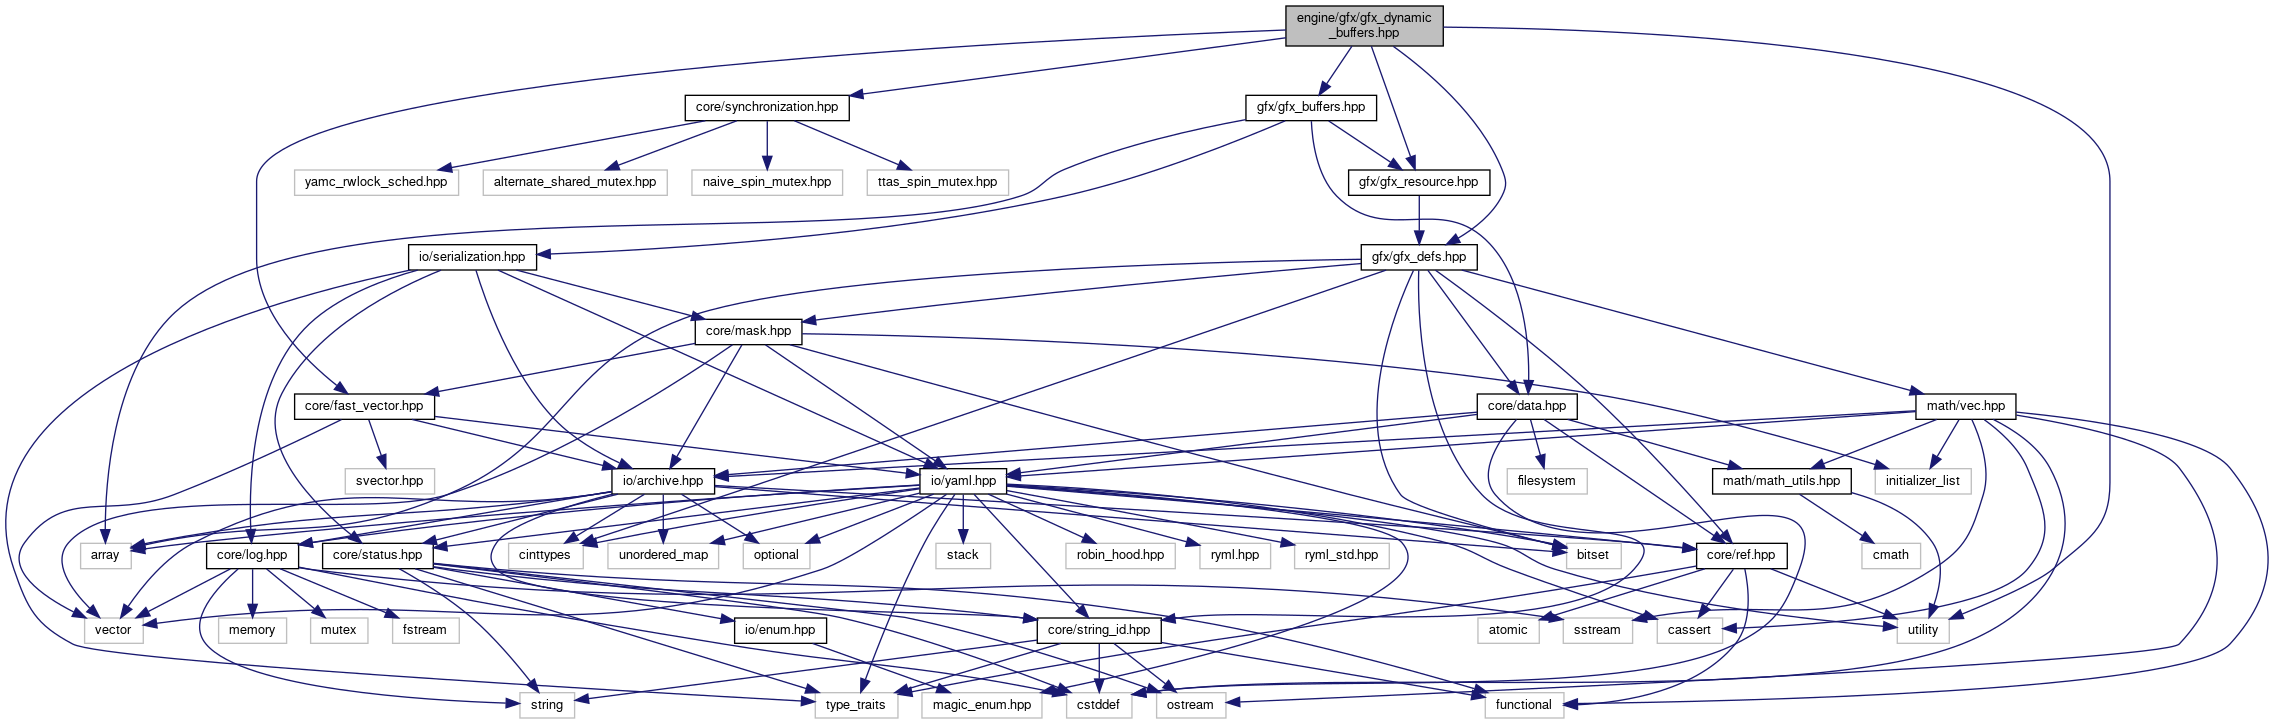 engine/gfx/gfx_dynamic
_buffers.hpp
core/synchronization.hpp
gfx/gfx_buffers.hpp
yamc_rwlock_sched.hpp
alternate_shared_mutex.hpp
naive_spin_mutex.hpp
ttas_spin_mutex.hpp
gfx/gfx_resource.hpp
io/serialization.hpp
gfx/gfx_defs.hpp
core/mask.hpp
core/fast_vector.hpp
core/data.hpp
math/vec.hpp
svector.hpp
io/archive.hpp
io/yaml.hpp
filesystem
math/math_utils.hpp
initializer_list
array
core/log.hpp
core/status.hpp
cinttypes
unordered_map
optional
stack
robin_hood.hpp
ryml.hpp
ryml_std.hpp
bitset
core/ref.hpp
cmath
vector
memory
mutex
fstream
io/enum.hpp
core/string_id.hpp
atomic
sstream
cassert
utility
string
type_traits
magic_enum.hpp
cstddef
ostream
functional